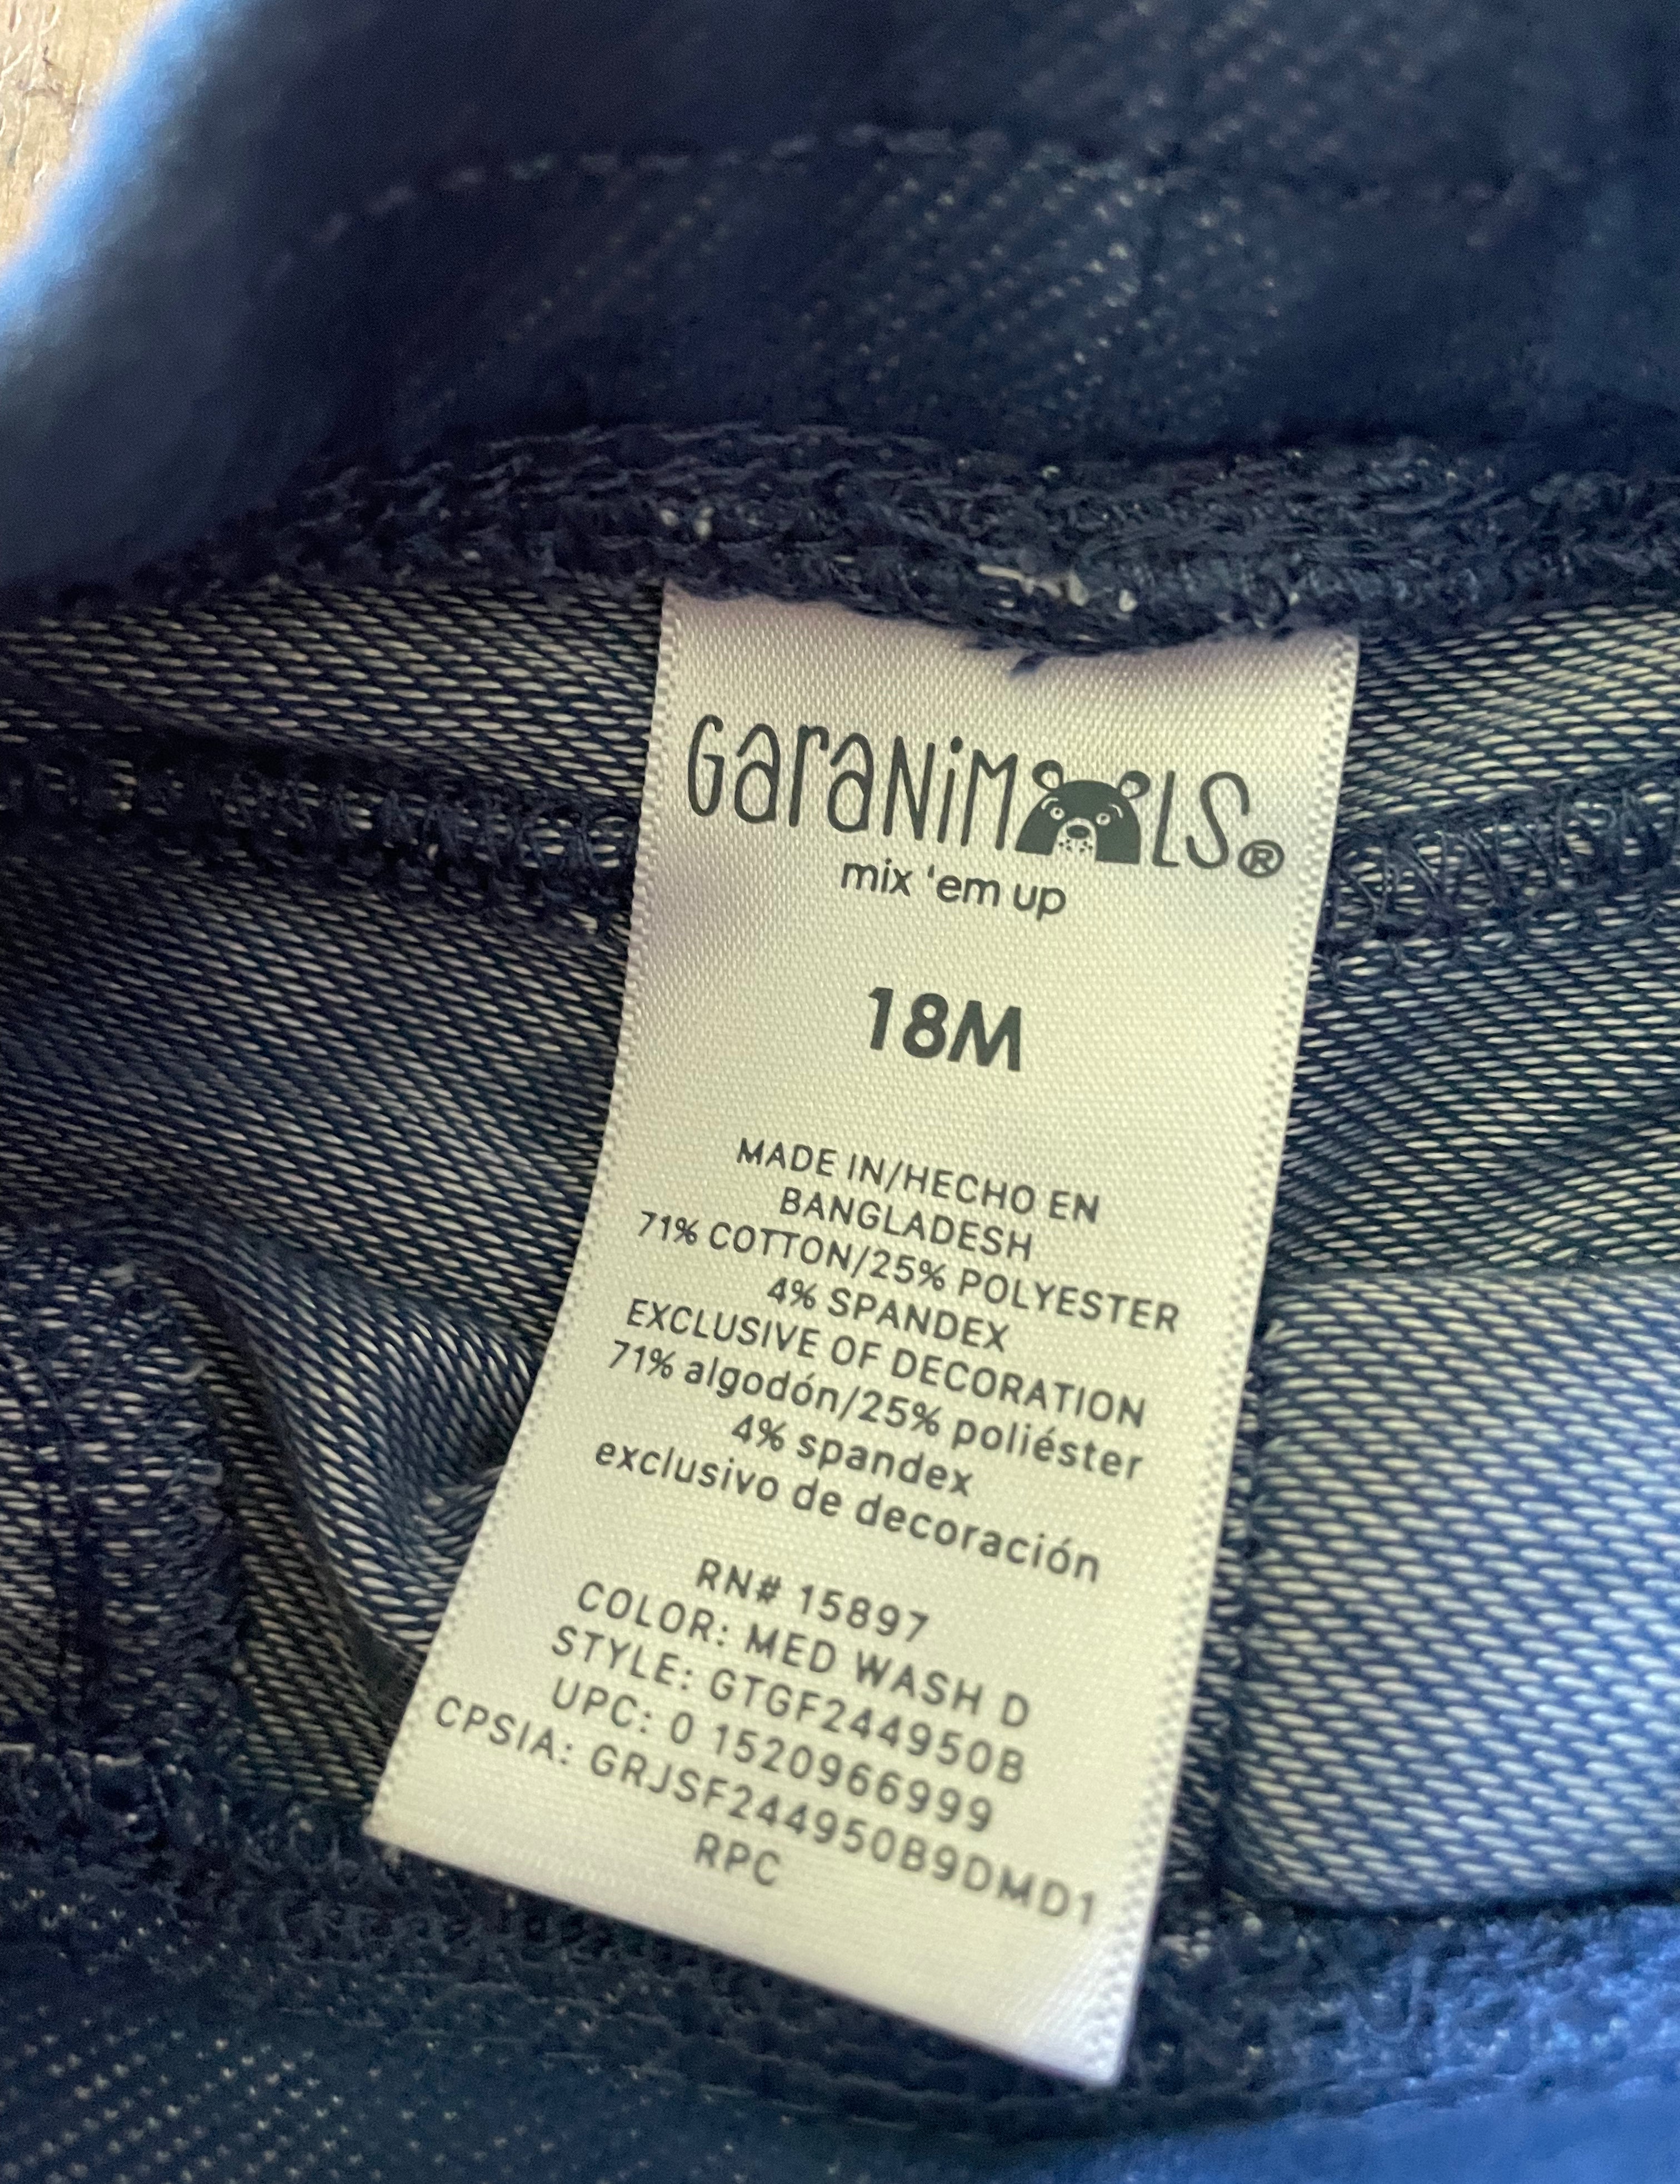 GaraNiMALS®
mix 'em up
18M
MADE IN/HECHO EN
BANGLADESH
71% COTTON/25% POLYESTER
4% SPANDEX
EXCLUSIVE OF DECORATION
71% algodón/25% poliéster
4% spandex
exclusivo de decoración
RN# 15897
COLOR: MED WASH D
STYLE: GTGF244950B
UPC: 0 1520966999
CPSIA: GRJSF244950B9DMD1
RPC